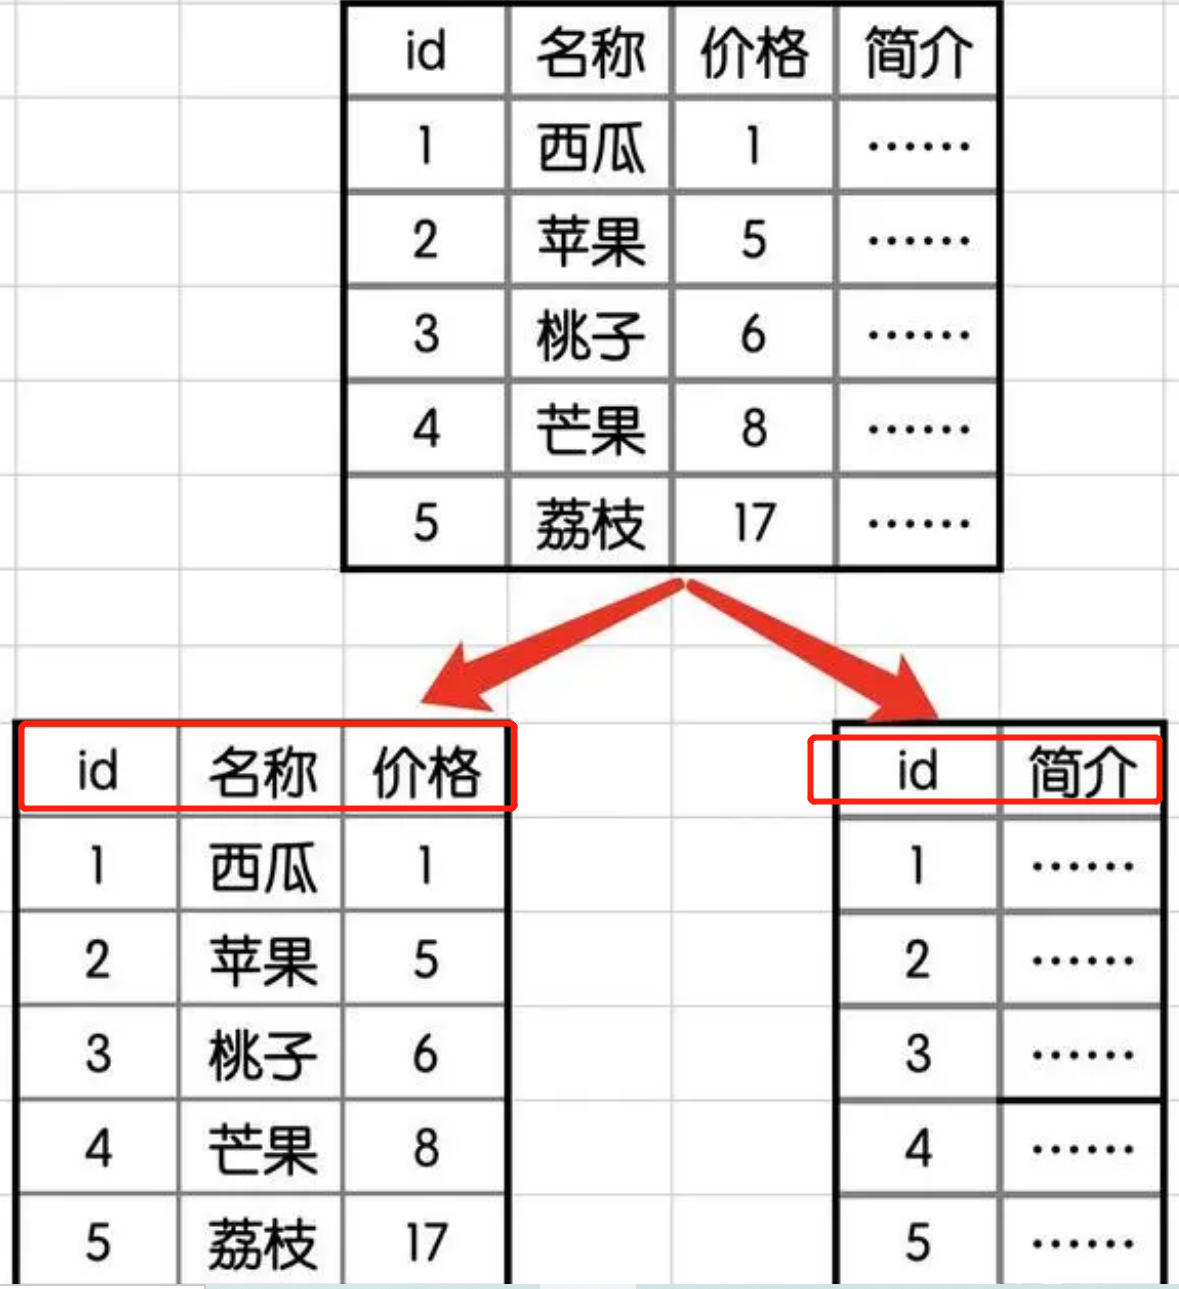 id 名称 价格 简介
1 西瓜 1 ······
2 苹果 5 ······
3 桃子 6 ······
4 芒果 8 ······
5 荔枝 17 ······
id 名称 价格
1 西瓜 1
2 苹果 5
3 桃子 6
4 芒果 8
5 荔枝 17
id 简介
1 ······
2 ······
3 ······
4 ······
5 ······